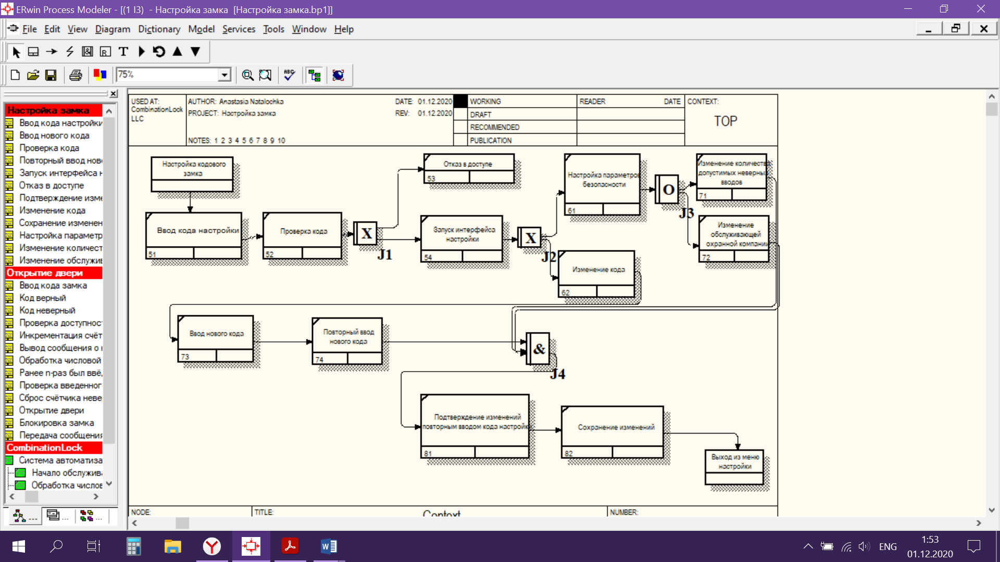 ERwin Process Modeler - [(1 I3) - Настройка замка [Настройка замка.bp1]]
File Edit View Diagram Dictionary Model Services Tools Window Help
75%
Настройка замка
Ввод кода настройки
Ввод нового кода
Проверка кода
Повторный ввод нов
Запуск интерфейса н
Отказ в доступе
Подтверждение изме
Изменение кода
Сохранение изменен
Настройка параметр
Изменение количест
Изменение обслужив
Открытие двери
Ввод кода замка
Код верный
Код неверный
Проверка доступнос
Инкрементация счёт
Вывод сообщения о н
Обработка числовой
Ранее n-раз был ввё,
Проверка введенног
Сброс счётчика неве
Открытие двери
Блокировка замка
Передача сообщения
CombinationLock
Система автоматиза
Начало обслужив
Обработка числов
USED AT:
CombinationLock
LLC
AUTHOR: Anastasia Natalochka
PROJECT: Настройка замка
DATE: 01.12.2020
REV: 01.12.2020
NOTES: 1 2 3 4 5 6 7 8 9 10
WORKING
DRAFT
RECOMMENDED
PUBLICATION
READER DATE
CONTEXT:
TOP
Настройка кодового
замка
Ввод кода настройки
51
Проверка кода
52
X
J1
Отказ в доступе
53
Запуск интерфейса
настройки
54
X
J2
Настройка параметров
безопасности
61
Изменение кода
62
O
J3
Изменение количества
допустимых неверных
вводов
71
Изменение
обслуживающей
охранной компании
72
Ввод нового кода
73
Повторный ввод
нового кода
74
&
J4
Подтверждение изменений
повторным вводом кода настройки
81
Сохранение изменений
82
Выход из меню
настройки
NODE:
TITLE:
Context
NUMBER:
ENG
1:53
01.12.2020